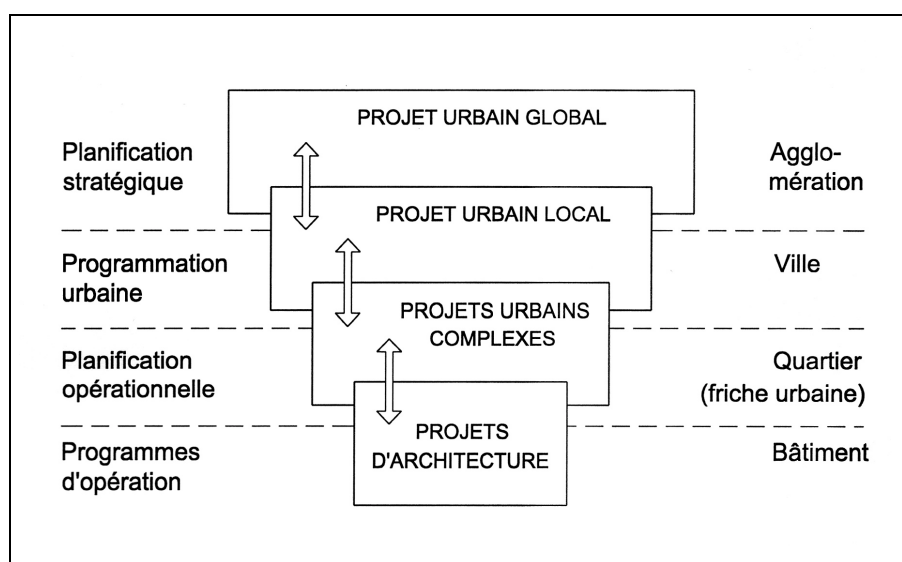 PROJET URBAIN GLOBAL
Planification
stratégique
Agglo-
mération
PROJET URBAIN LOCAL
Programmation
urbaine
Ville
PROJETS URBAINS
COMPLEXES
Planification
opérationnelle
Quartier
(friche urbaine)
PROJETS
D'ARCHITECTURE
Programmes
d'opération
Bâtiment